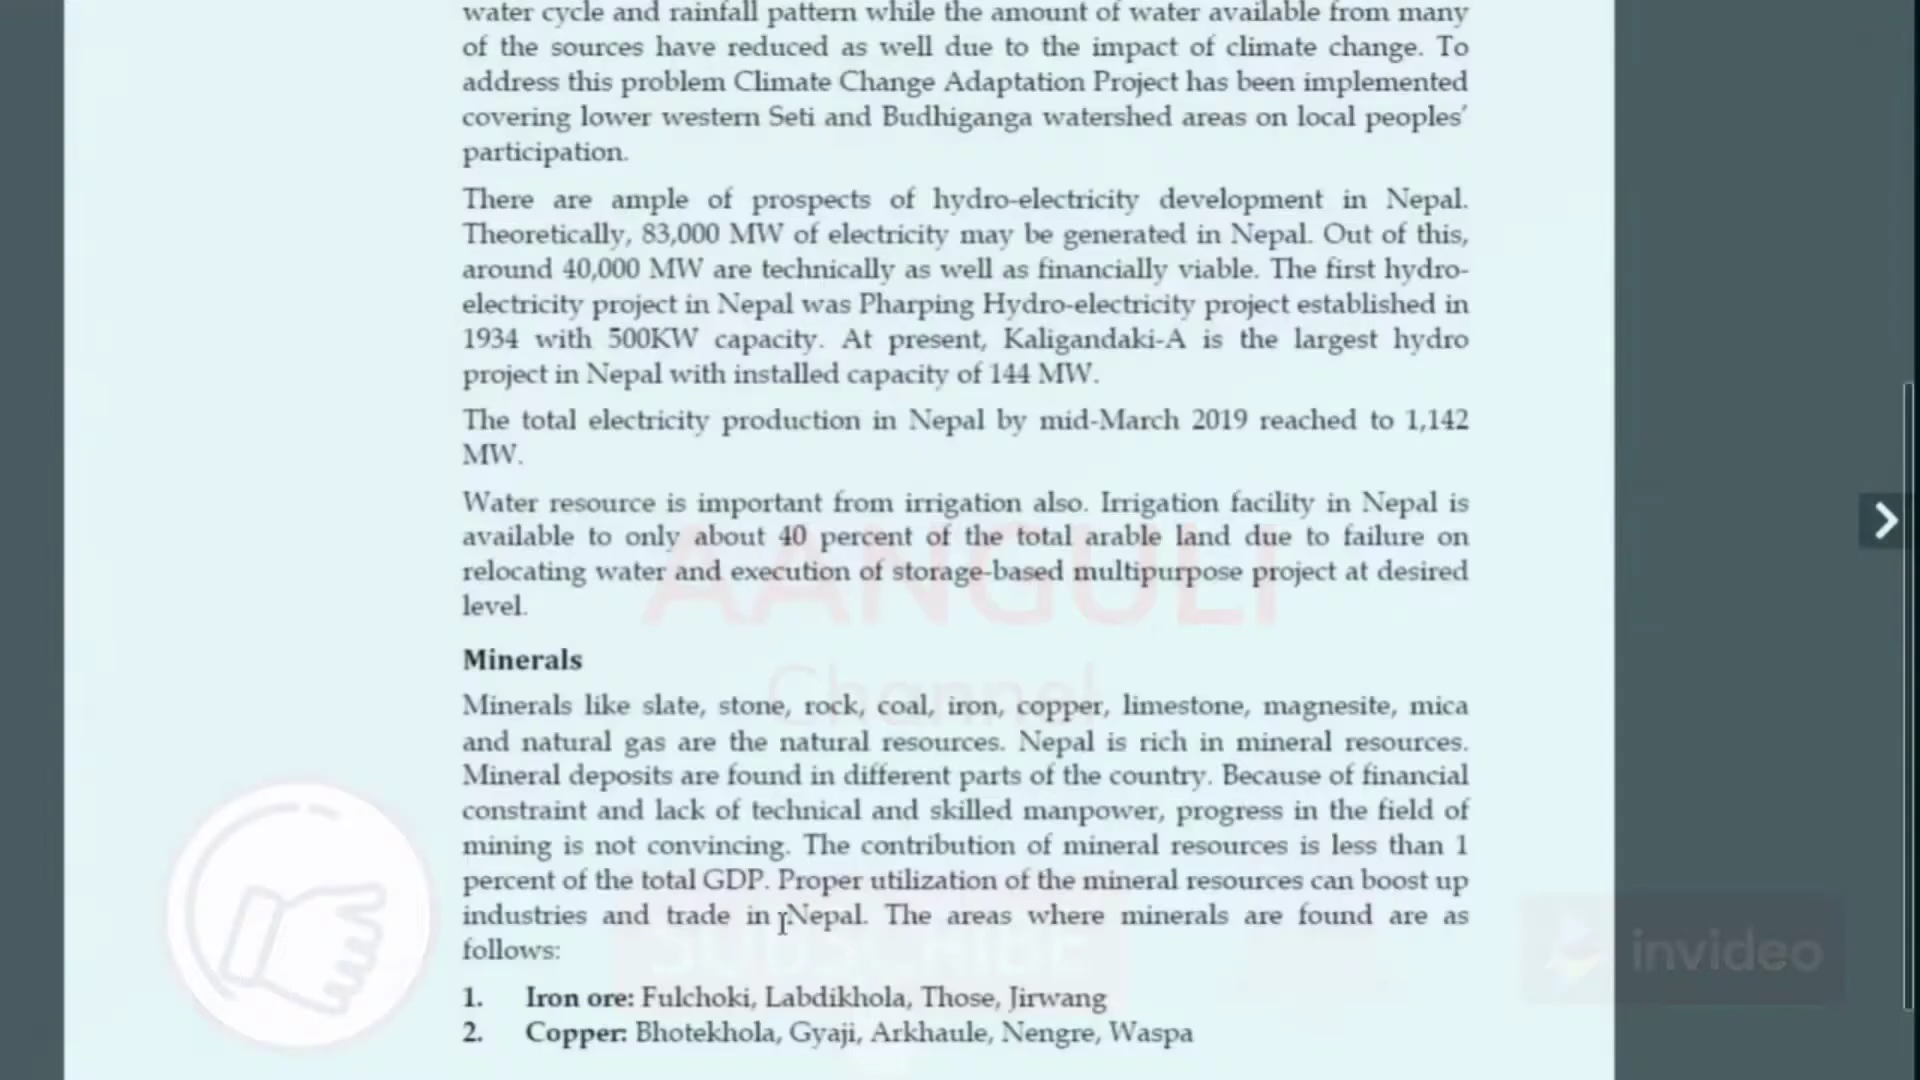 water cycle and rainfall pattern while the amount of water available from many
of the sources have reduced as well due to the impact of climate change. To
address this problem Climate Change Adaptation Project has been implemented
covering lower western Seti and Budhiganga watershed areas on local peoples'
participation.
There are ample of prospects of hydro-electricity development in Nepal.
Theoretically, 83,000 MW of electricity may be generated in Nepal. Out of this,
around 40,000 MW are technically as well as financially viable. The first hydro-
electricity project in Nepal was Pharping Hydro-electricity project established in
1934 with 500KW capacity. At present, Kaligandaki-A is the largest hydro
project in Nepal with installed capacity of 144 MW.
The total electricity production in Nepal by mid-March 2019 reached to 1,142
MW.
Water resource is important from irrigation also. Irrigation facility in Nepal is
available to only about 40 percent of the total arable land due to failure on
relocating water and execution of storage-based multipurpose project at desired
level.
AANGULI
Channel
Minerals
Minerals like slate, stone, rock, coal, iron, copper, limestone, magnesite, mica
and natural gas are the natural resources. Nepal is rich in mineral resources.
Mineral deposits are found in different parts of the country. Because of financial
constraint and lack of technical and skilled manpower, progress in the field of
mining is not convincing. The contribution of mineral resources is less than 1
percent of the total GDP. Proper utilization of the mineral resources can boost up
industries and trade in Nepal. The areas where minerals are found are as
follows:
SUBSCRIBE
invideo
1. Iron ore: Fulchoki, Labdikhola, Those, Jirwang
2. Copper: Bhotekhola, Gyaji, Arkhaule, Nengre, Waspa